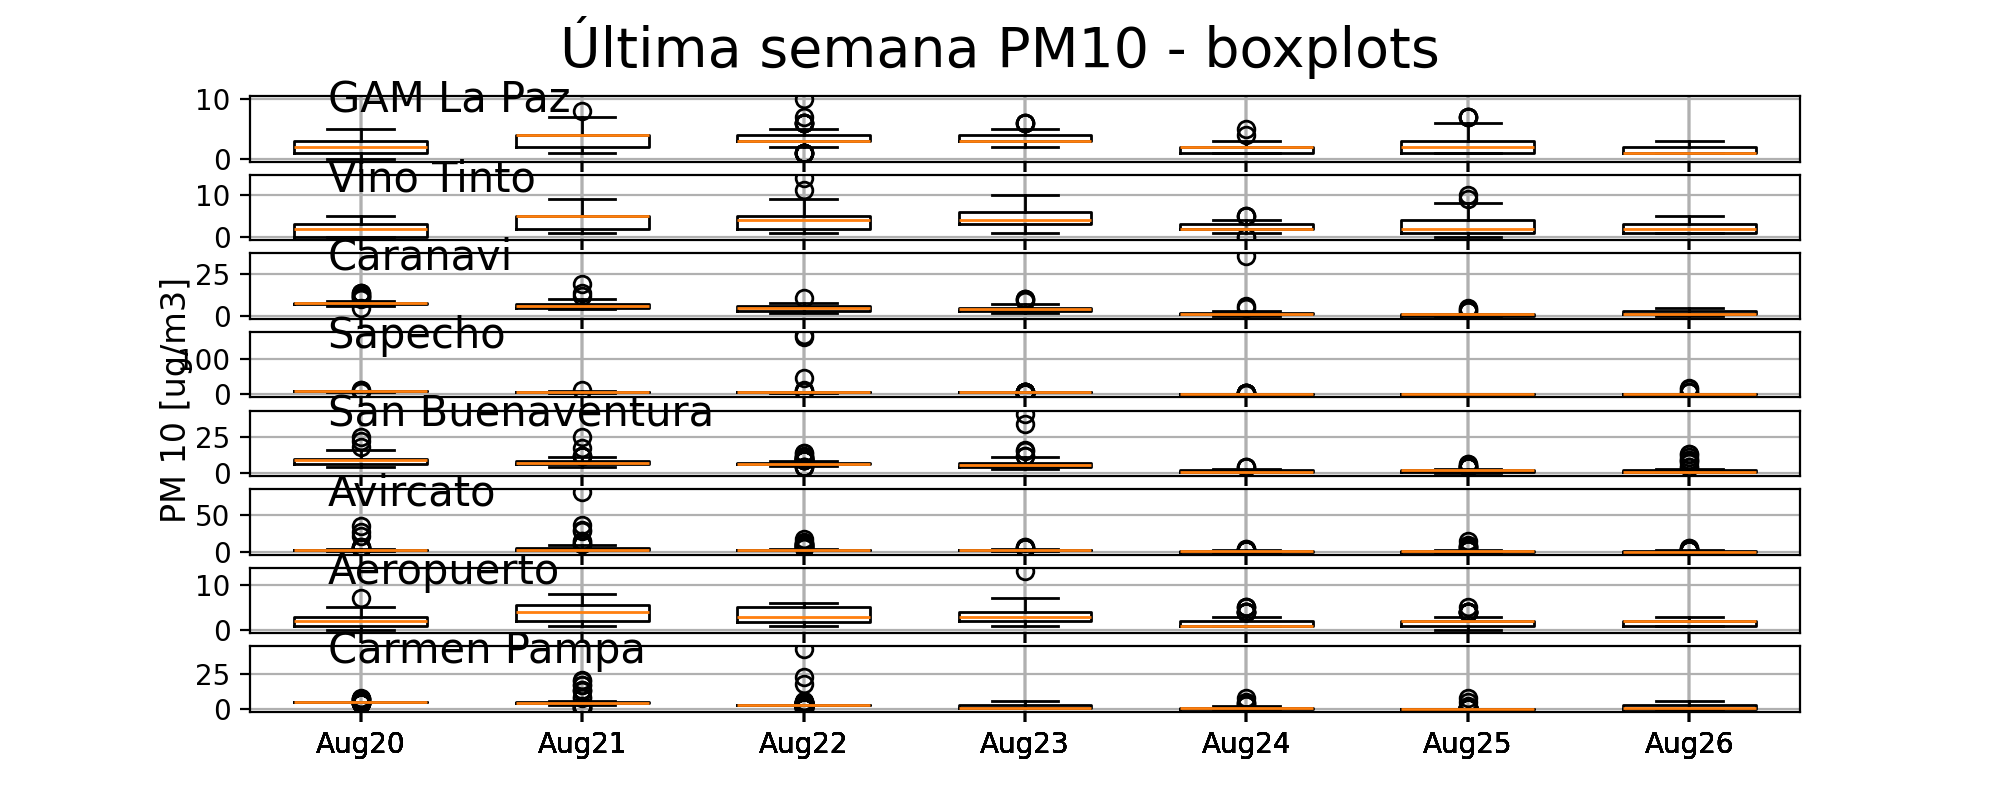 Última semana PM10 - boxplots
GAM La Paz
10
0
Vino Tinto
10
0
Caranavi
25
0
Sapecho
100
0
San Buenaventura
25
0
Avircato
50
0
Aeropuerto
10
0
Carmen Pampa
25
0
PM 10 [ug/m3]
Aug20 Aug21 Aug22 Aug23 Aug24 Aug25 Aug26